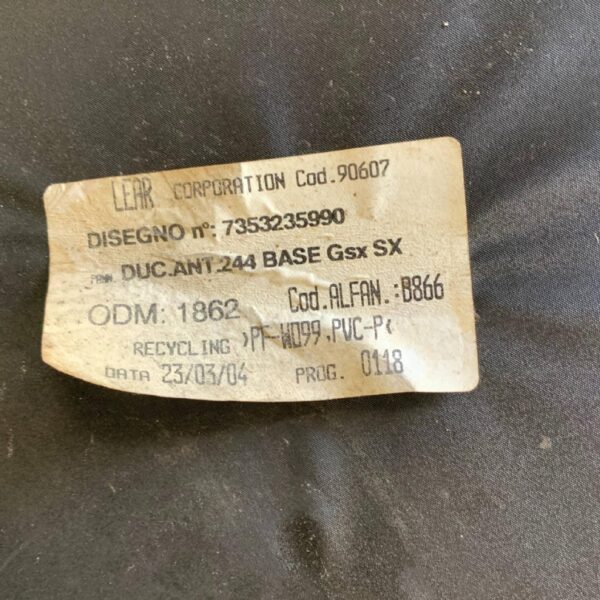 LEAR CORPORATION Cod.90607
DISEGNO n°: 7353235990
DUC.ANT.244 BASE Gsx SX
ODM: 1862 Cod.ALFAN.:B866
RECYCLING >PF-WO99,PVC-P<
DATA 23/03/04 PROG. 0118